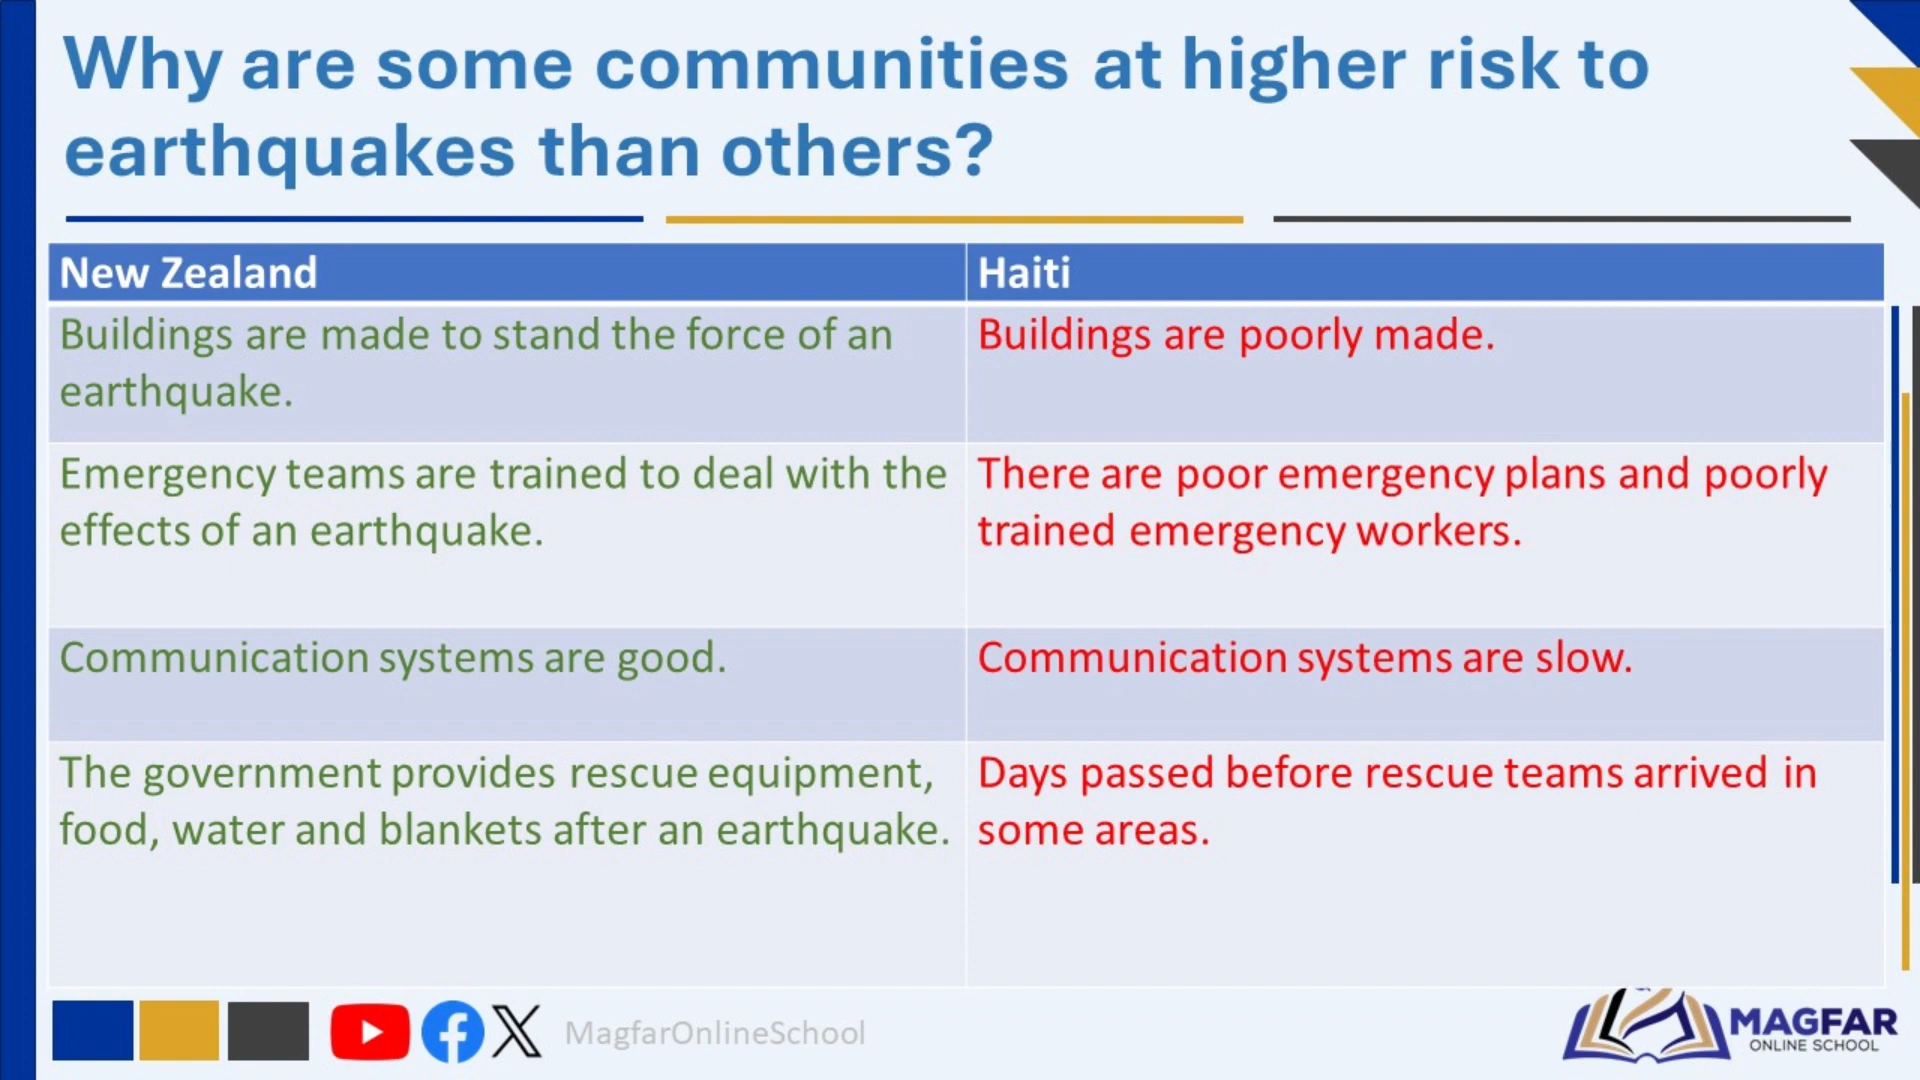 Why are some communities at higher risk to
earthquakes than others?
New Zealand
Haiti
Buildings are made to stand the force of an
earthquake.
Buildings are poorly made.
Emergency teams are trained to deal with the
effects of an earthquake.
There are poor emergency plans and poorly
trained emergency workers.
Communication systems are good.
Communication systems are slow.
The government provides rescue equipment,
food, water and blankets after an earthquake.
Days passed before rescue teams arrived in
some areas.
MagfarOnlineSchool
MAGFAR
ONLINE SCHOOL